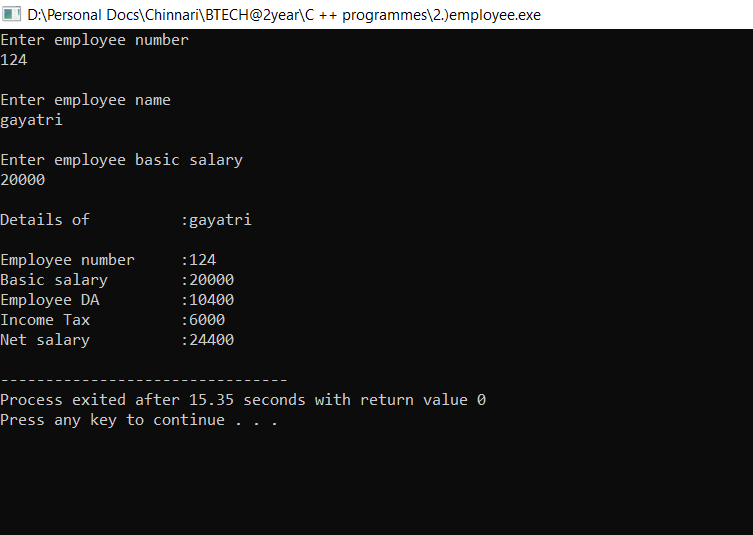 D:\Personal Docs\Chinnari\BTECH@2year\C ++ programmes\2.)employee.exe
Enter employee number
124
Enter employee name
gayatri
Enter employee basic salary
20000
Details of          :gayatri
Employee number     :124
Basic salary        :20000
Employee DA         :10400
Income Tax          :6000
Net salary          :24400
--------------------------------
Process exited after 15.35 seconds with return value 0
Press any key to continue . . .